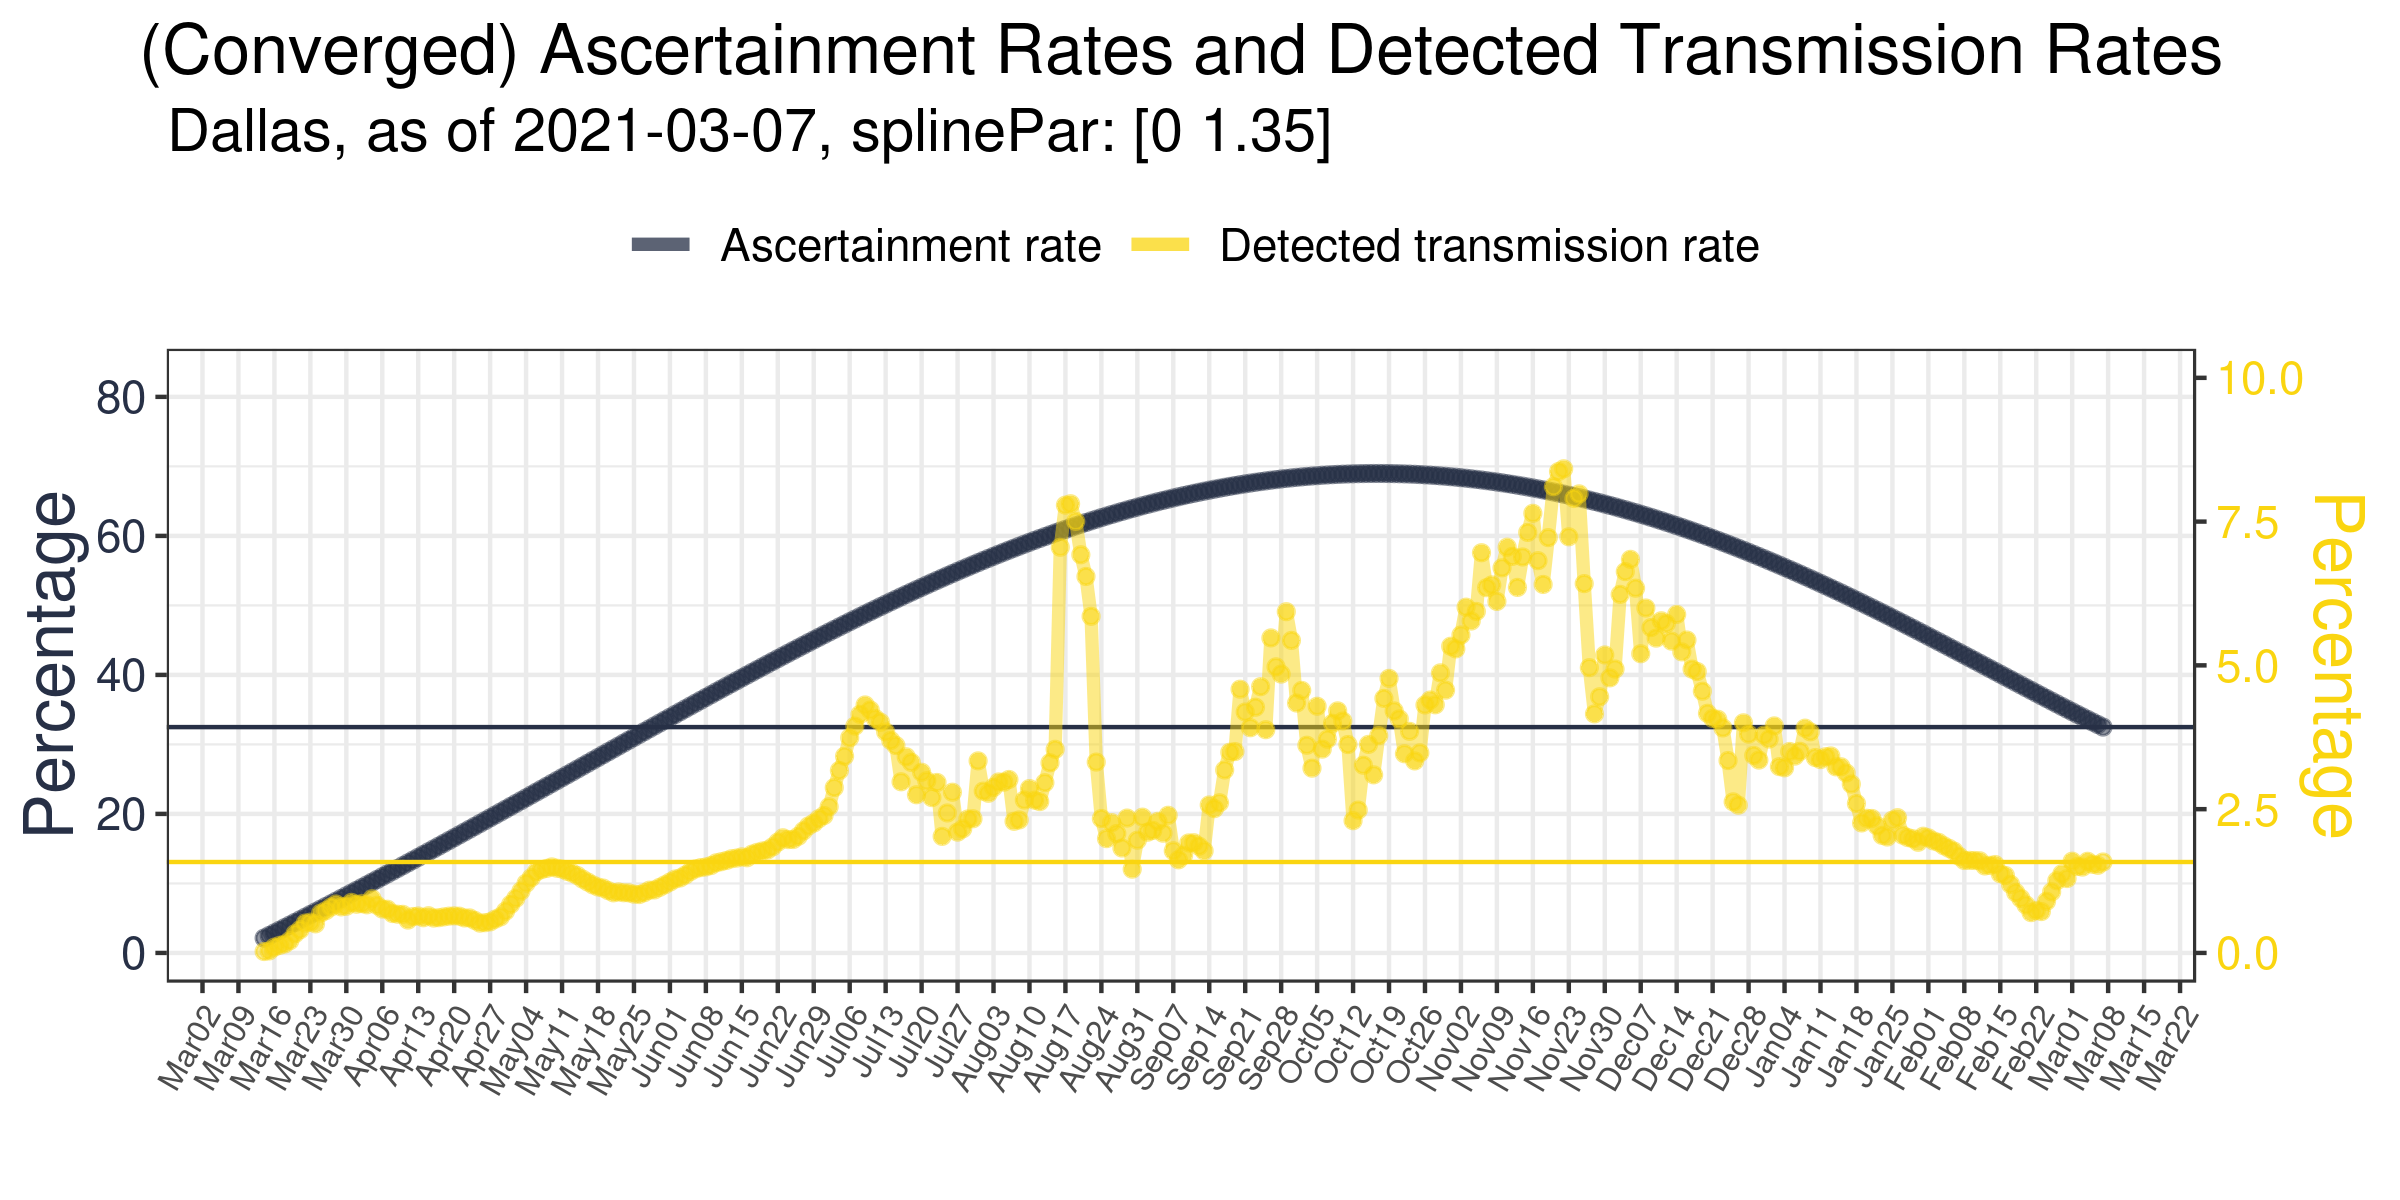 (Converged) Ascertainment Rates and Detected Transmission Rates
Dallas, as of 2021-03-07, splinePar: [0 1.35]
Ascertainment rate Detected transmission rate
Percentage
80
60
40
20
0
10.0
7.5
5.0
2.5
0.0
Percentage
Mar02
Mar09
Mar16
Mar23
Mar30
Apr06
Apr13
Apr20
Apr27
May04
May11
May18
May25
Jun01
Jun08
Jun15
Jun22
Jun29
Jul06
Jul13
Jul20
Jul27
Aug03
Aug10
Aug17
Aug24
Aug31
Sep07
Sep14
Sep21
Sep28
Oct05
Oct12
Oct19
Oct26
Nov02
Nov09
Nov16
Nov23
Nov30
Dec07
Dec14
Dec21
Dec28
Jan04
Jan11
Jan18
Jan25
Feb01
Feb08
Feb15
Feb22
Mar01
Mar08
Mar15
Mar22